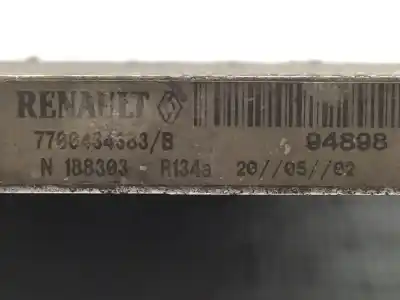 RENAULT
7700434383/B 94898
N 188303 R134a 20//05//02